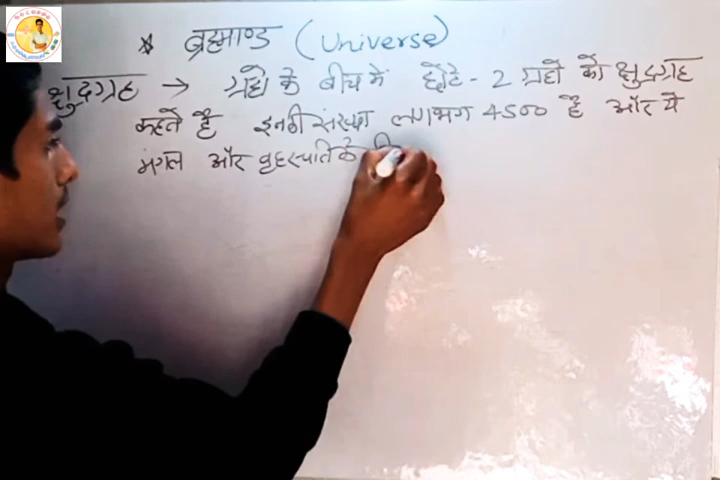 * ब्रह्माण्ड (Universe)
क्षुद्रग्रह → ग्रहो के बीच में छोटे-2 ग्रहों को क्षुद्रग्रह
कहते है इनकी संख्या लगभग 4500 है और ये
मंगल और वृहस्पति के